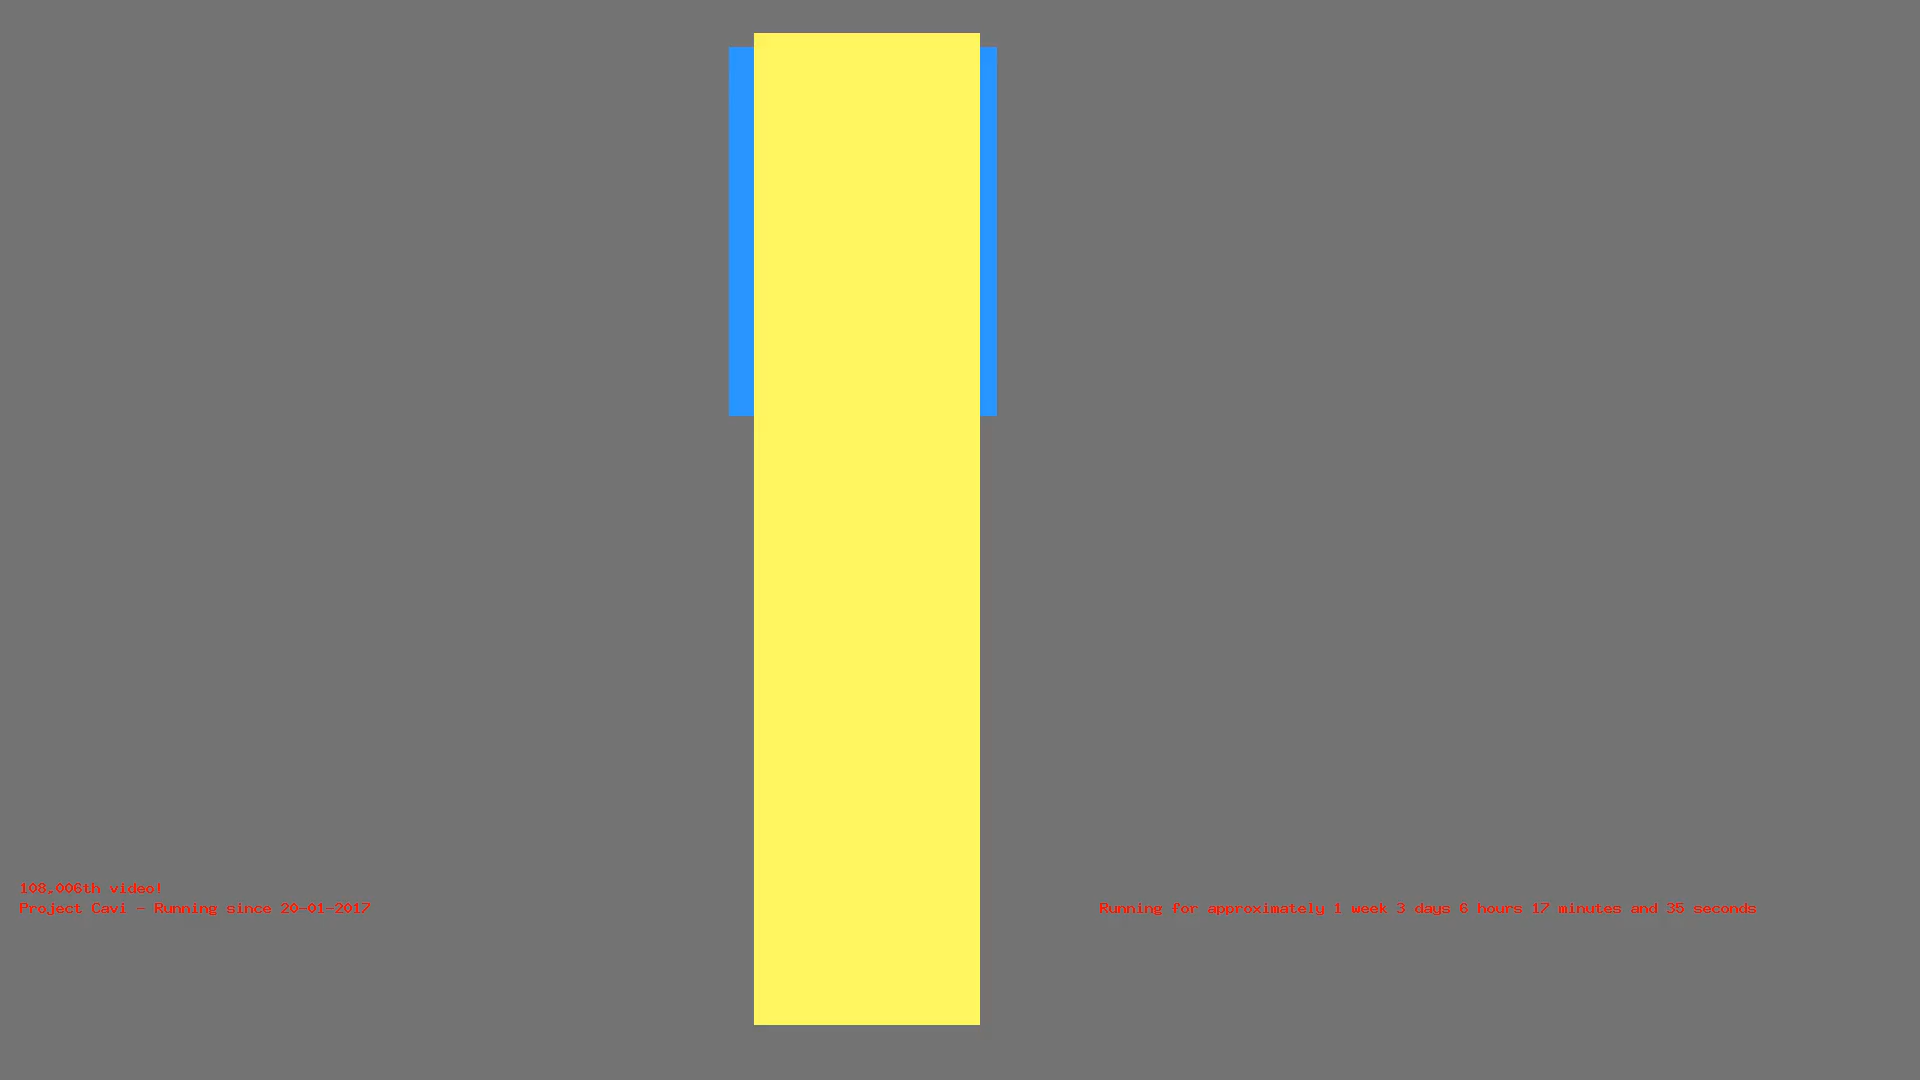 108,006th video!
Project Cavi - Running since 20-01-2017
Running for approximately 1 week 3 days 6 hours 17 minutes and 35 seconds